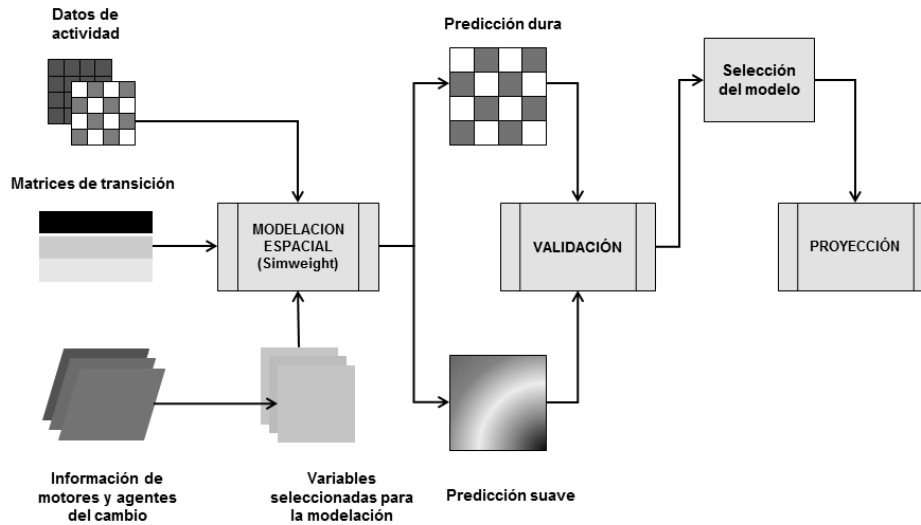 Datos de
actividad
Predicción dura
Selección
del modelo
Matrices de transición
MODELACION
ESPACIAL
(Simweight)
VALIDACIÓN
PROYECCIÓN
Información de
motores y agentes
del cambio
Variables
seleccionadas para
la modelación
Predicción suave